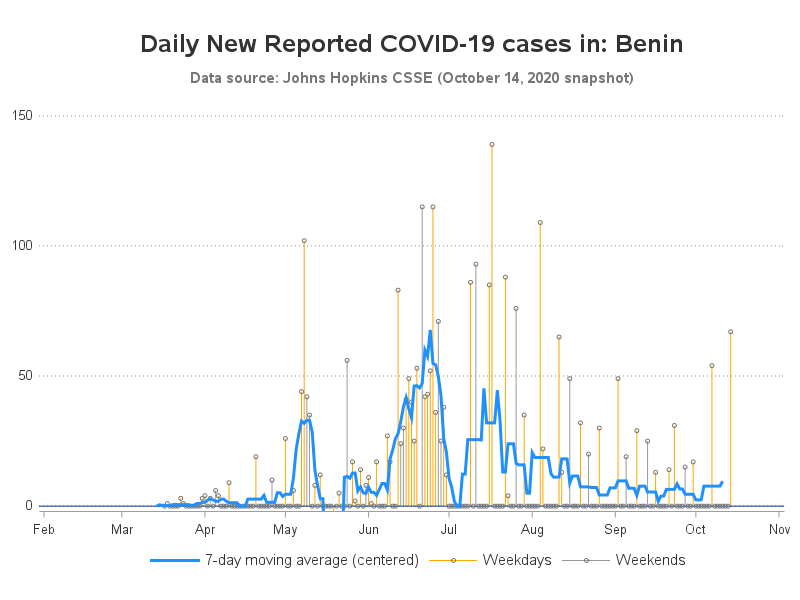 Daily New Reported COVID-19 cases in: Benin
Data source: Johns Hopkins CSSE (October 14, 2020 snapshot)
150
100
50
0
Feb Mar Apr May Jun Jul Aug Sep Oct Nov
7-day moving average (centered) Weekdays Weekends